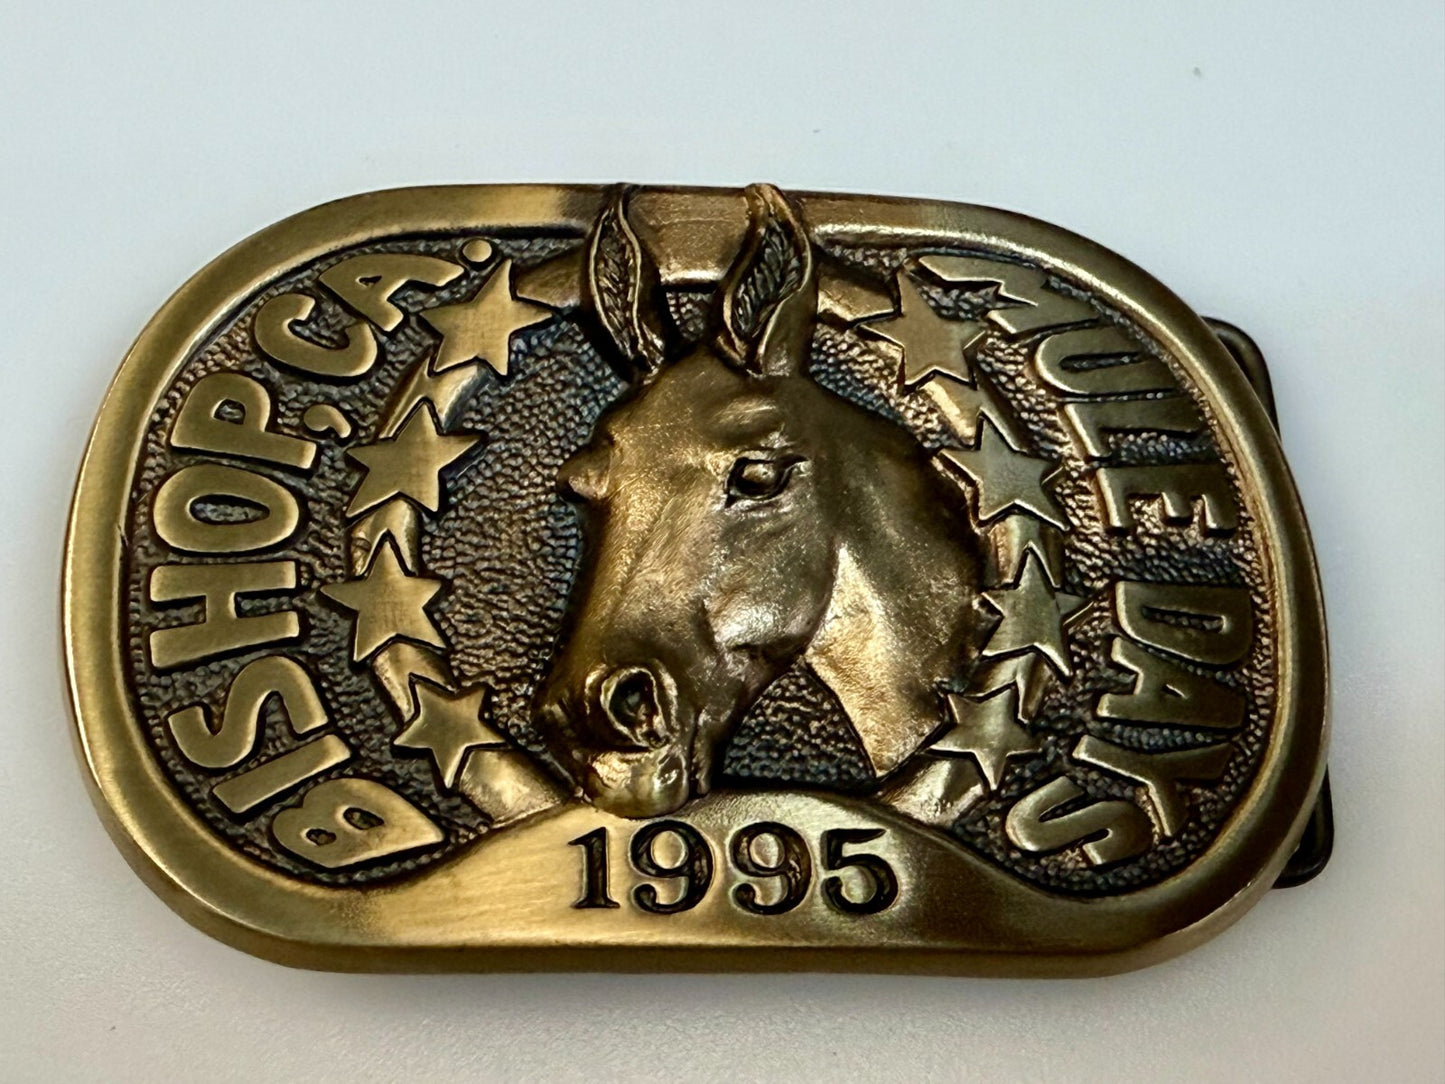 BISHOP, CA.
MULE DAYS
1995